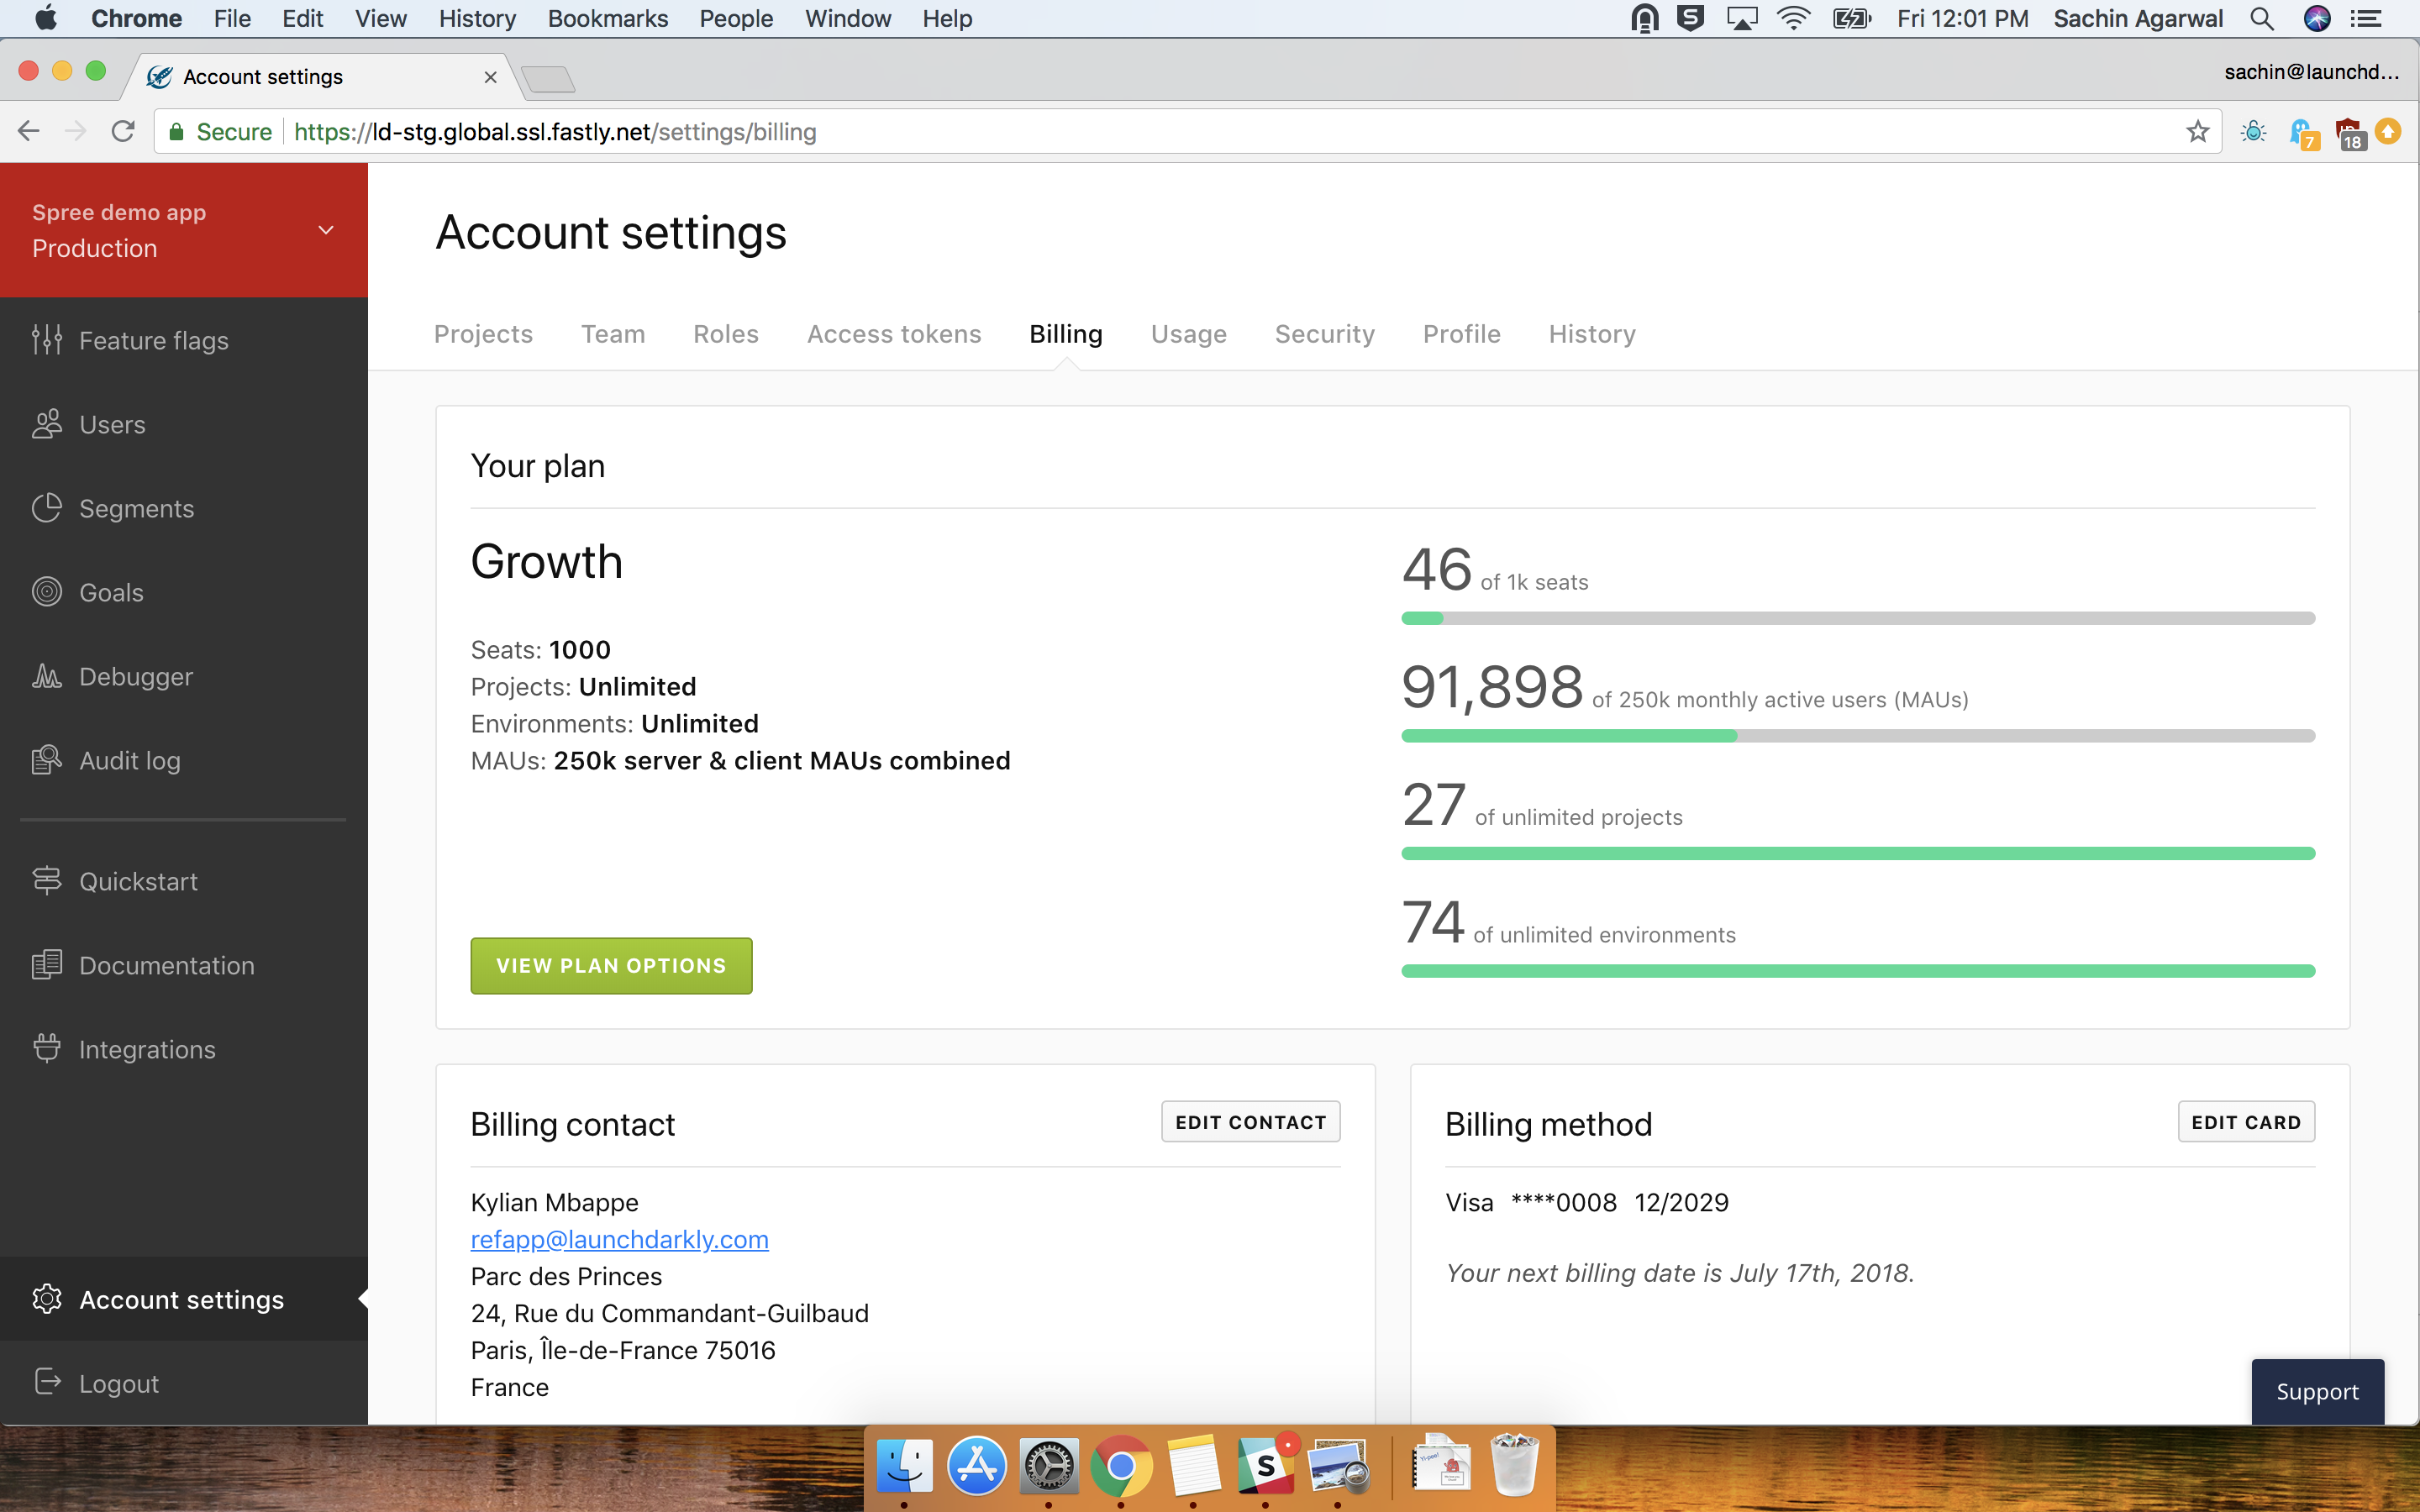 Chrome File Edit View History Bookmarks People Window Help Fri 12:01 PM Sachin Agarwal
Account settings
sachin@launchd...
Secure https://ld-stg.global.ssl.fastly.net/settings/billing
7
18
Spree demo app
Production
Feature flags
Users
Segments
Goals
Debugger
Audit log
Quickstart
Documentation
Integrations
Account settings
Logout
Account settings
Projects Team Roles Access tokens Billing Usage Security Profile History
Your plan
Growth
Seats: 1000
Projects: Unlimited
Environments: Unlimited
MAUs: 250k server & client MAUs combined
VIEW PLAN OPTIONS
46 of 1k seats
91,898 of 250k monthly active users (MAUs)
27 of unlimited projects
74 of unlimited environments
Billing contact
EDIT CONTACT
Kylian Mbappe
refapp@launchdarkly.com
Parc des Princes
24, Rue du Commandant-Guilbaud
Paris, Île-de-France 75016
France
Billing method
EDIT CARD
Visa ****0008 12/2029
Your next billing date is July 17th, 2018.
Support